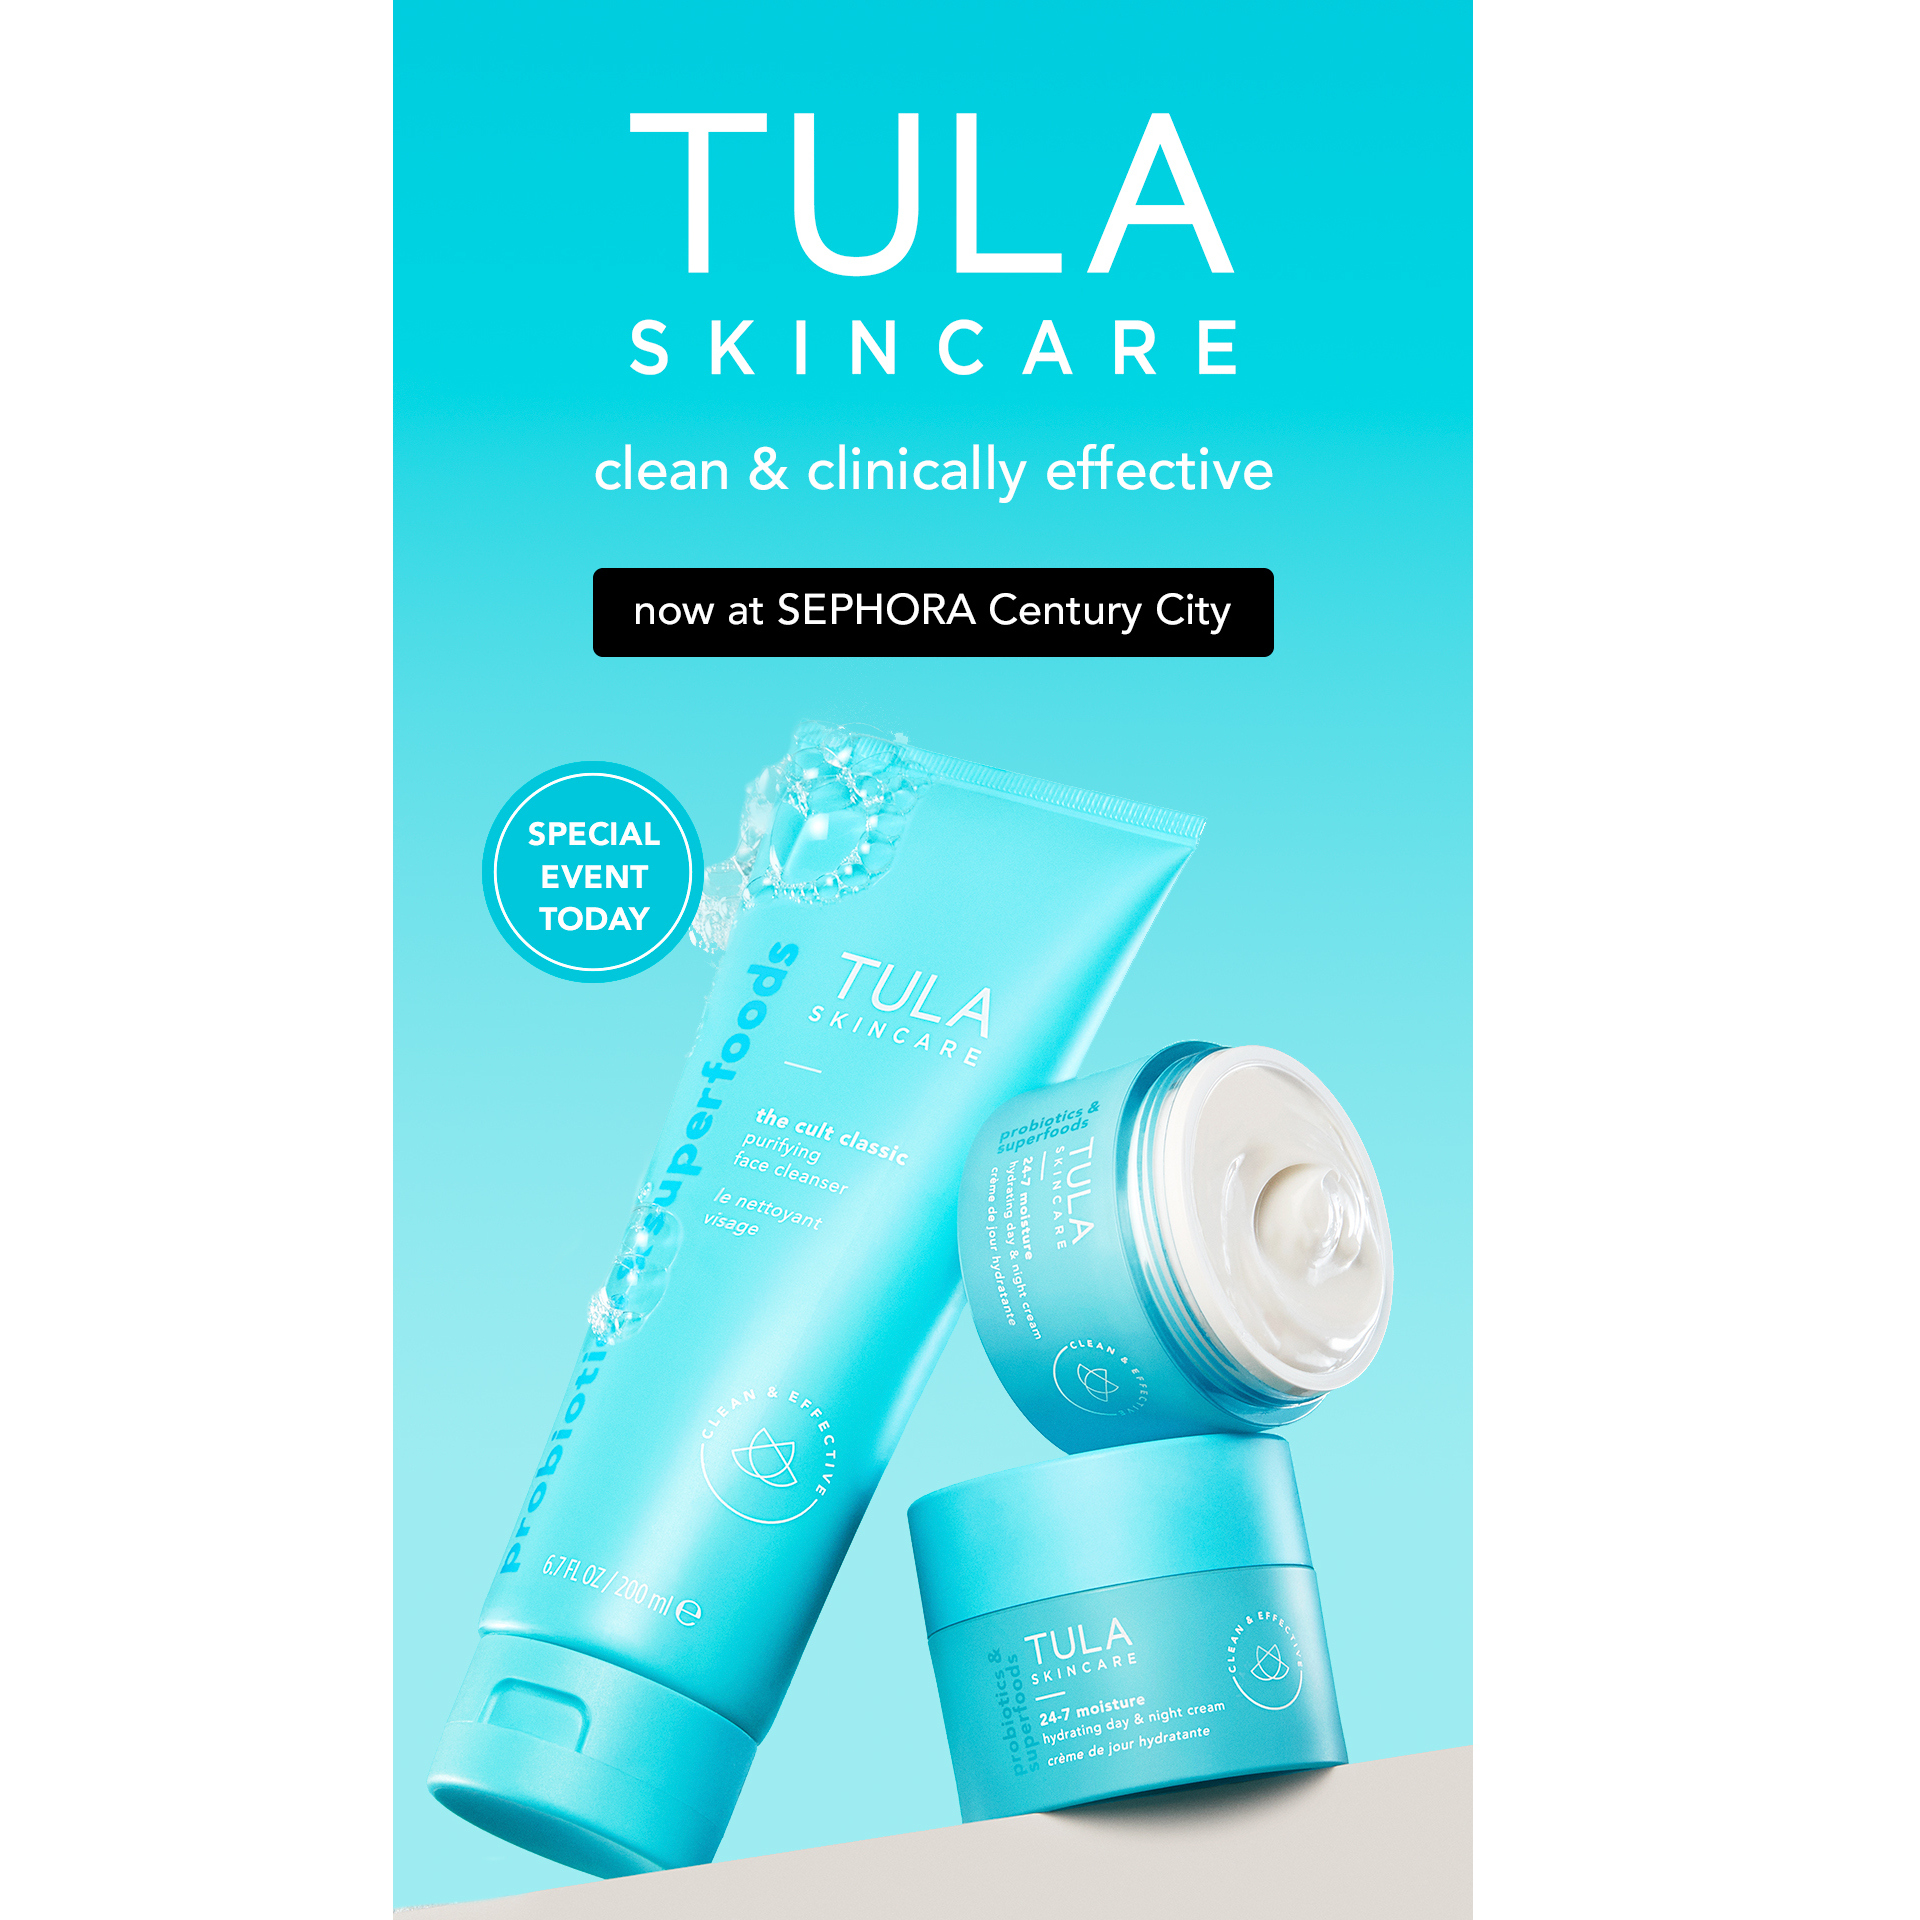 TULA
SKINCARE
clean & clinically effective
now at SEPHORA Century City
SPECIAL
EVENT
TODAY
superfoods
TULA
SKINCARE
the cult classic
purifying
face cleanser
le nettoyant
visage
CLEAN & EFFECTIVE
6.7 FL OZ / 200 ml ℮
probiotics &
superfoods
TULA
SKINCARE
24-7 moisture
hydrating day & night cream
crème de jour hydratante
CLEAN & EFFECTIVE
probiotics &
superfoods
TULA
SKINCARE
24-7 moisture
hydrating day & night cream
crème de jour hydratante
CLEAN & EFFECTIVE